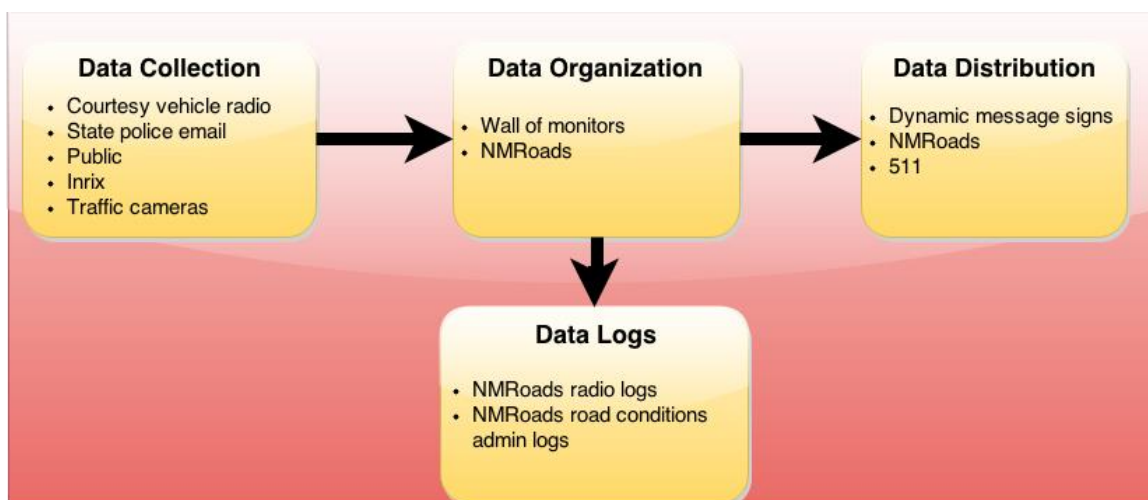 Data Collection
• Courtesy vehicle radio
• State police email
• Public
• Inrix
• Traffic cameras
Data Organization
• Wall of monitors
• NMRoads
Data Distribution
• Dynamic message signs
• NMRoads
• 511
Data Logs
• NMRoads radio logs
• NMRoads road conditions
admin logs